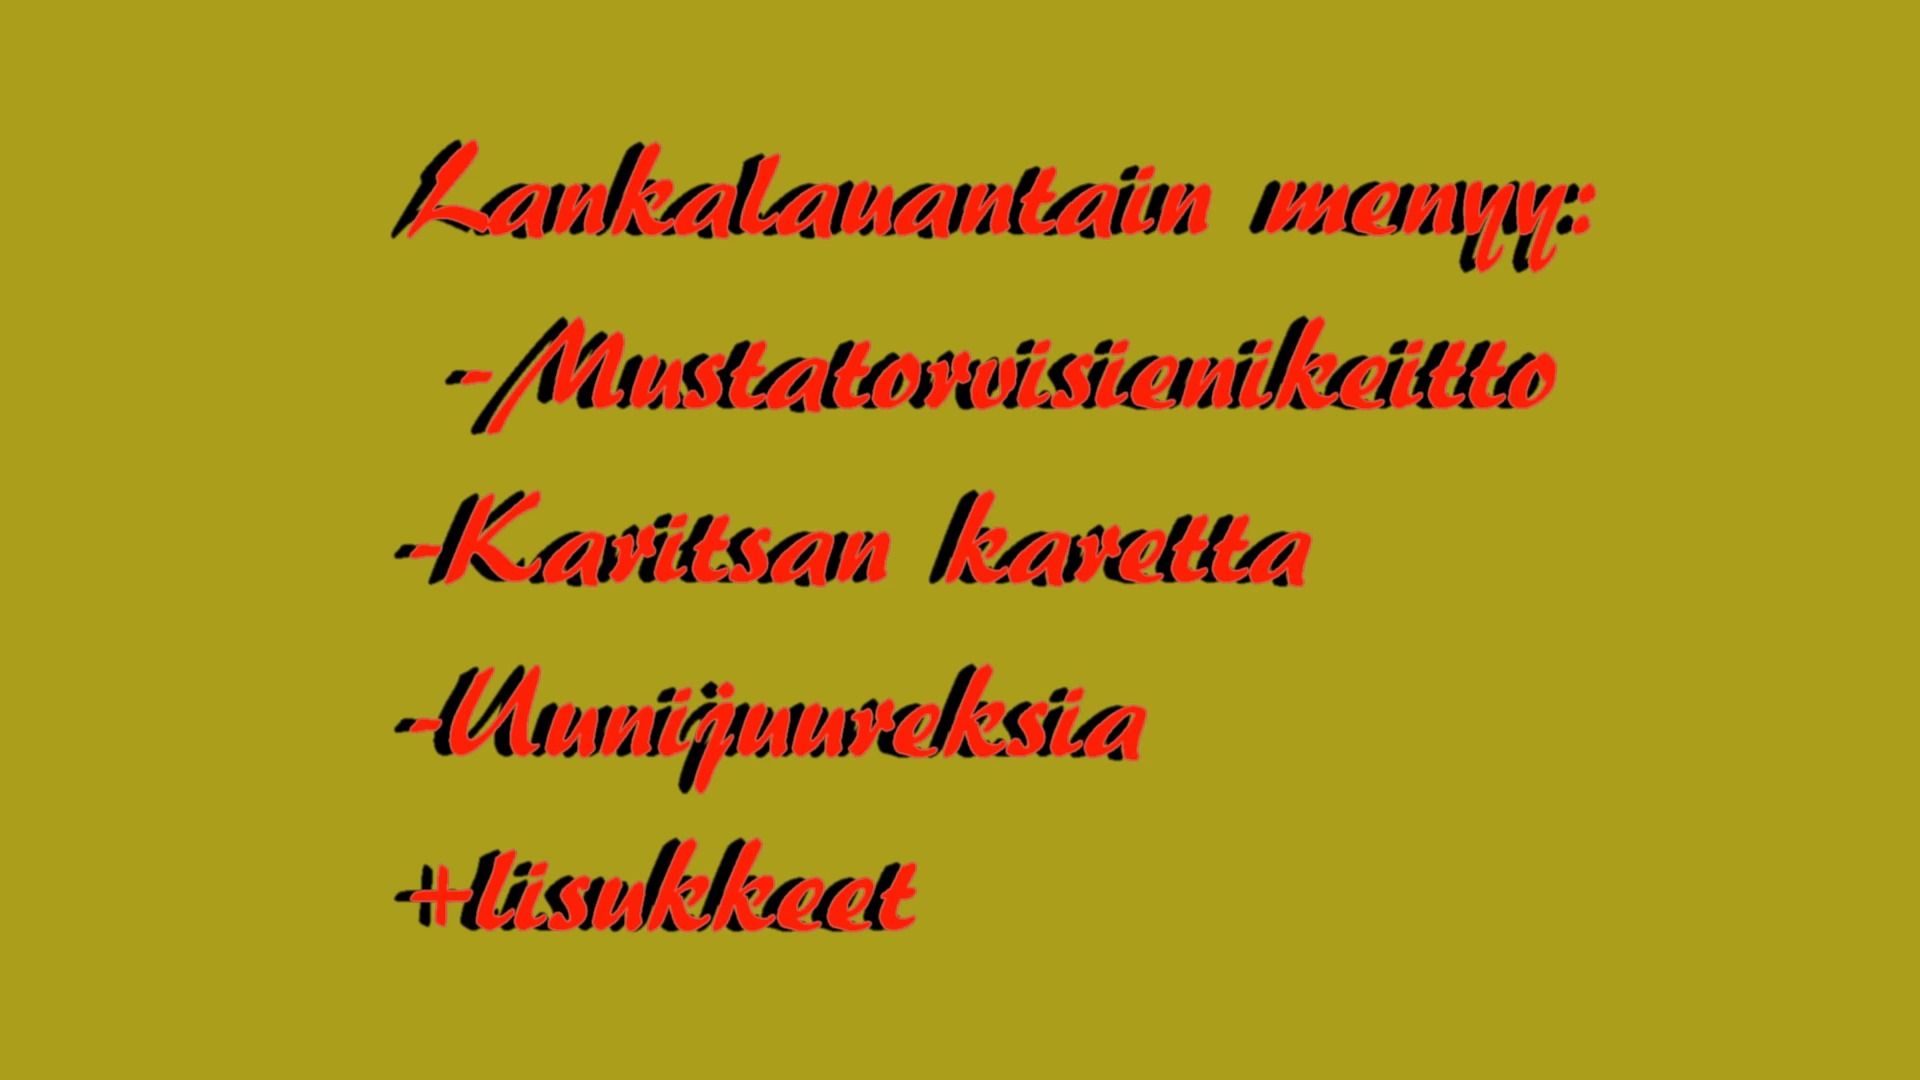 Lankalauantain menyy:
-Mustatorvisienikeitto
-Karitsan karetta
-Uunijuureksia
+lisukkeet